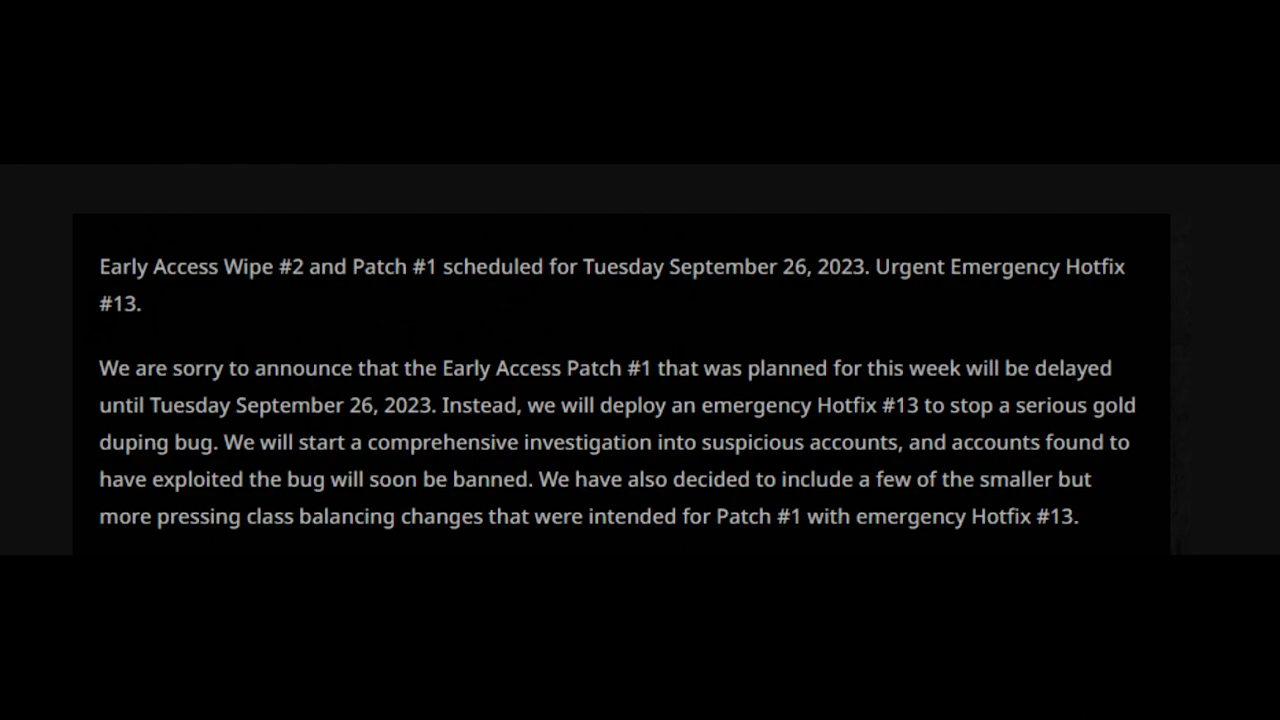 Early Access Wipe #2 and Patch #1 scheduled for Tuesday September 26, 2023. Urgent Emergency Hotfix
#13.
We are sorry to announce that the Early Access Patch #1 that was planned for this week will be delayed
until Tuesday September 26, 2023. Instead, we will deploy an emergency Hotfix #13 to stop a serious gold
duping bug. We will start a comprehensive investigation into suspicious accounts, and accounts found to
have exploited the bug will soon be banned. We have also decided to include a few of the smaller but
more pressing class balancing changes that were intended for Patch #1 with emergency Hotfix #13.